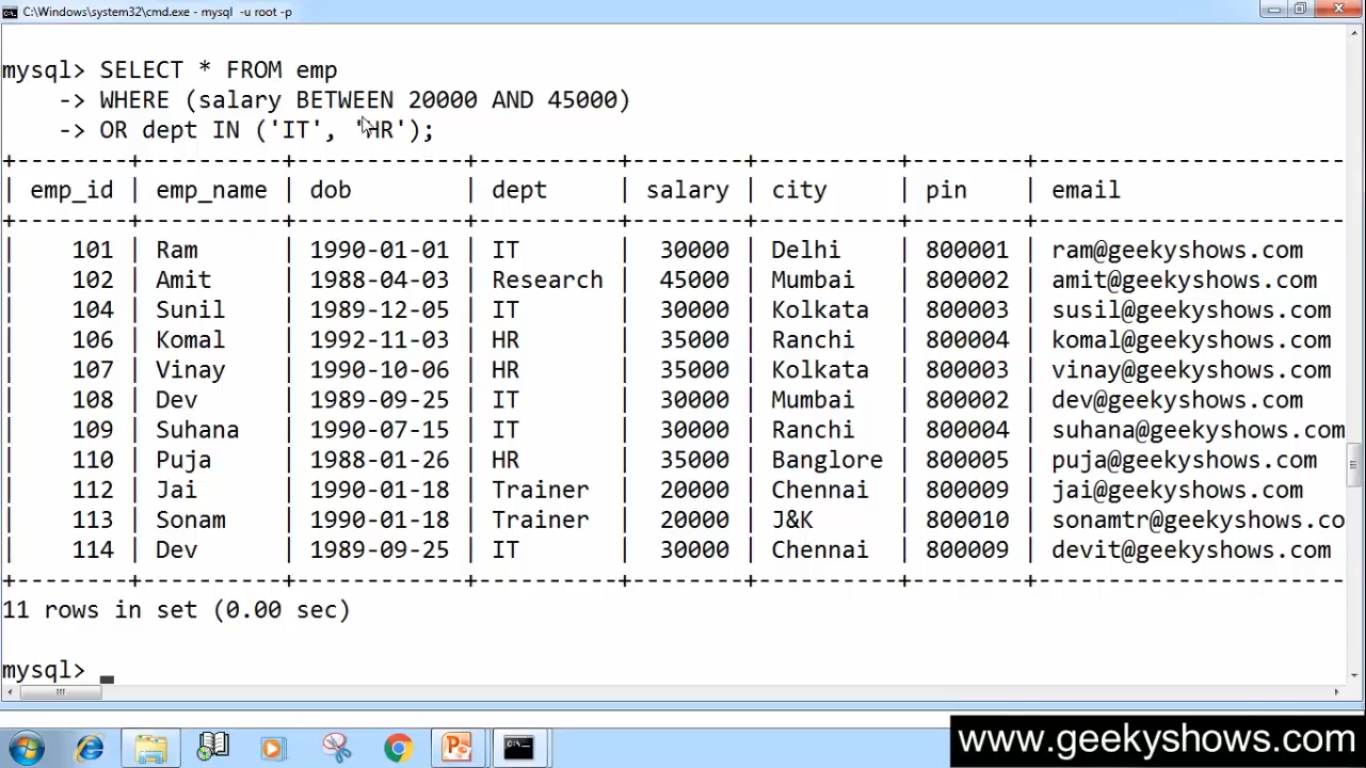 C:\Windows\system32\cmd.exe - mysql  -u root -p
mysql> SELECT * FROM emp
    -> WHERE (salary BETWEEN 20000 AND 45000)
    -> OR dept IN ('IT', 'HR');
+--------+----------+------------+----------+--------+----------+--------+----------------------
| emp_id | emp_name | dob        | dept     | salary | city     | pin    | email
+--------+----------+------------+----------+--------+----------+--------+----------------------
|    101 | Ram      | 1990-01-01 | IT       |  30000 | Delhi    | 800001 | ram@geekyshows.com
|    102 | Amit     | 1988-04-03 | Research |  45000 | Mumbai   | 800002 | amit@geekyshows.com
|    104 | Sunil    | 1989-12-05 | IT       |  30000 | Kolkata  | 800003 | susil@geekyshows.com
|    106 | Komal    | 1992-11-03 | HR       |  35000 | Ranchi   | 800004 | komal@geekyshows.com
|    107 | Vinay    | 1990-10-06 | HR       |  35000 | Kolkata  | 800003 | vinay@geekyshows.com
|    108 | Dev      | 1989-09-25 | IT       |  30000 | Mumbai   | 800002 | dev@geekyshows.com
|    109 | Suhana   | 1990-07-15 | IT       |  30000 | Ranchi   | 800004 | suhana@geekyshows.com
|    110 | Puja     | 1988-01-26 | HR       |  35000 | Banglore | 800005 | puja@geekyshows.com
|    112 | Jai      | 1990-01-18 | Trainer  |  20000 | Chennai  | 800009 | jai@geekyshows.com
|    113 | Sonam    | 1990-01-18 | Trainer  |  20000 | J&K      | 800010 | sonamtr@geekyshows.co
|    114 | Dev      | 1989-09-25 | IT       |  30000 | Chennai  | 800009 | devit@geekyshows.com
+--------+----------+------------+----------+--------+----------+--------+----------------------
11 rows in set (0.00 sec)
mysql> _
www.geekyshows.com